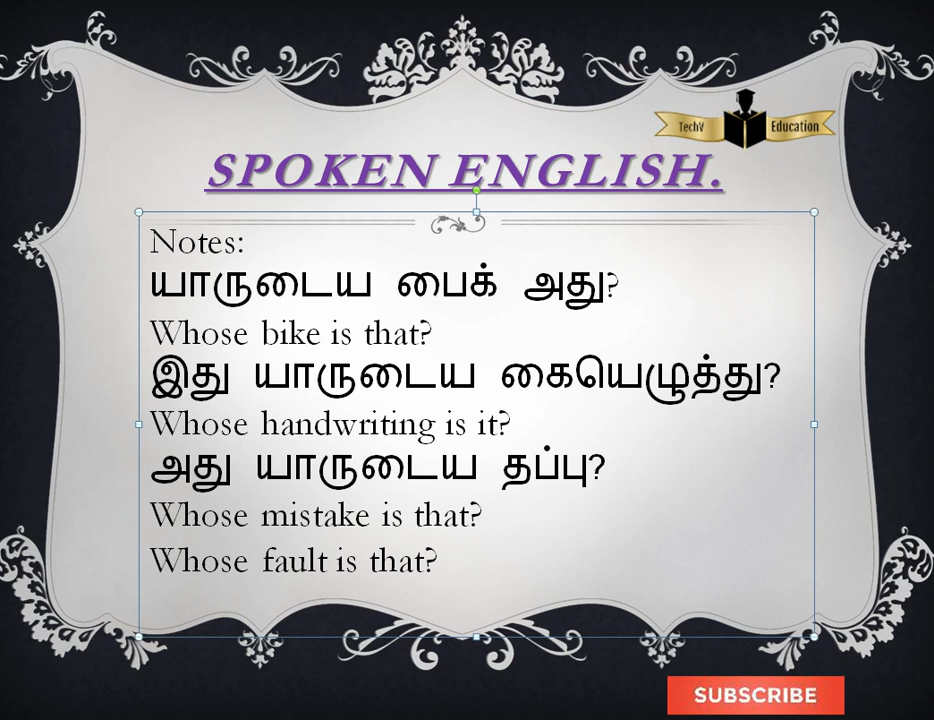 TechV Education
SPOKEN ENGLISH.
Notes:
யாருடைய பைக் அது?
Whose bike is that?
இது யாருடைய கையெழுத்து?
Whose handwriting is it?
அது யாருடைய தப்பு?
Whose mistake is that?
Whose fault is that?
SUBSCRIBE